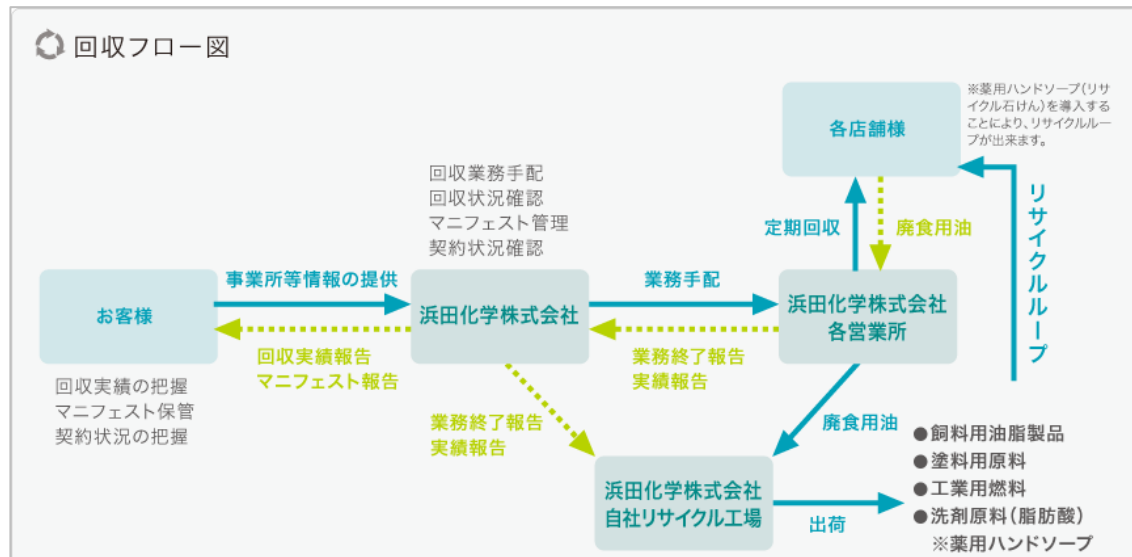 回収フロー図
※薬用ハンドソープ(リサ
イクル石けん)を導入する
ことにより、リサイクルルー
プが出来ます。
各店舗様
回収業務手配
回収状況確認
マニフェスト管理
契約状況確認
定期回収
廃食用油
リサイクルループ
お客様
事業所等情報の提供
浜田化学株式会社
業務手配
浜田化学株式会社
各営業所
回収実績報告
マニフェスト報告
業務終了報告
実績報告
回収実績の把握
マニフェスト保管
契約状況の把握
業務終了報告
実績報告
廃食用油
浜田化学株式会社
自社リサイクル工場
出荷
●飼料用油脂製品
●塗料用原料
●工業用燃料
●洗剤原料(脂肪酸)
※薬用ハンドソープ